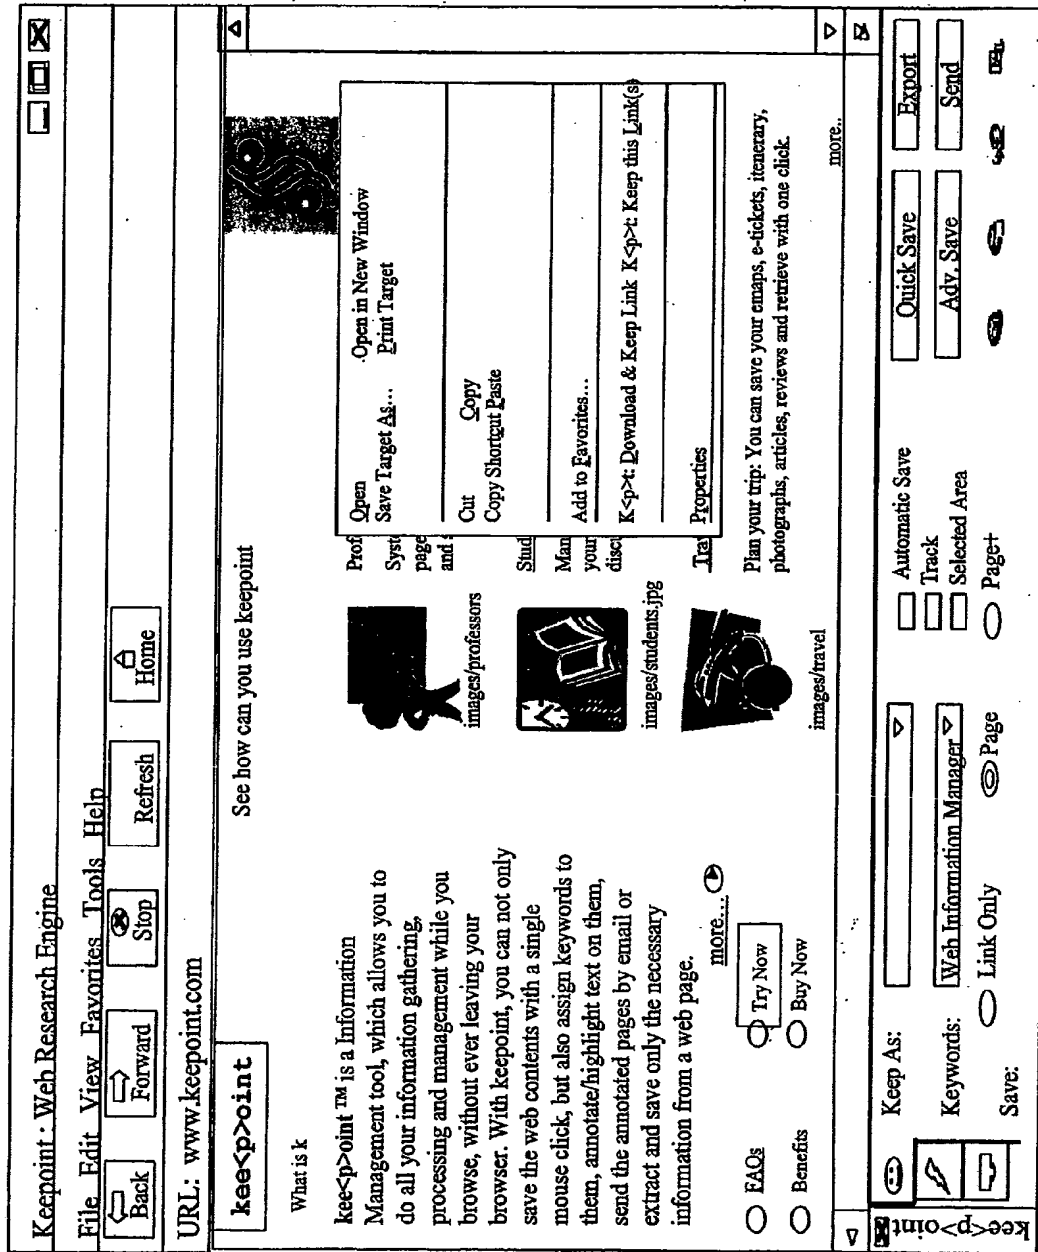 Keepoint : Web Research Engine
File Edit View Favorites Tools Help
Back
Forward
Stop
Refresh
Home
URL: www.keepoint.com
kee<p>oint
What is k
kee<p>oint ™ is a Information
Management tool, which allows you to
do all your information gathering,
processing and management while you
browse, without ever leaving your
browser. With keepoint, you can not only
save the web contents with a single
mouse click, but also assign keywords to
them, annotate/highlight text on them,
send the annotated pages by email or
extract and save only the necessary
information from a web page.
more...
FAQs
Try Now
Benefits
Buy Now
See how can you use keepoint
images/professors
images/students.jpg
images/travel
Prof
Syst
page
and s
Stud
Man
your
disc
Tra
Open
Open in New Window
Save Target As...
Print Target
Cut
Copy
Copy Shortcut
Paste
Add to Favorites...
K<p>t: Download & Keep Link
K<p>t: Keep this Link(s)
Properties
Plan your trip: You can save your emaps, e-tickets, itenerary,
photographs, articles, reviews and retrieve with one click.
more..
kee<p>oint
Keep As:
Automatic Save
Quick Save
Export
Track
Keywords:
Web Information Manager
Selected Area
Adv. Save
Send
Save:
Link Only
Page
Page+